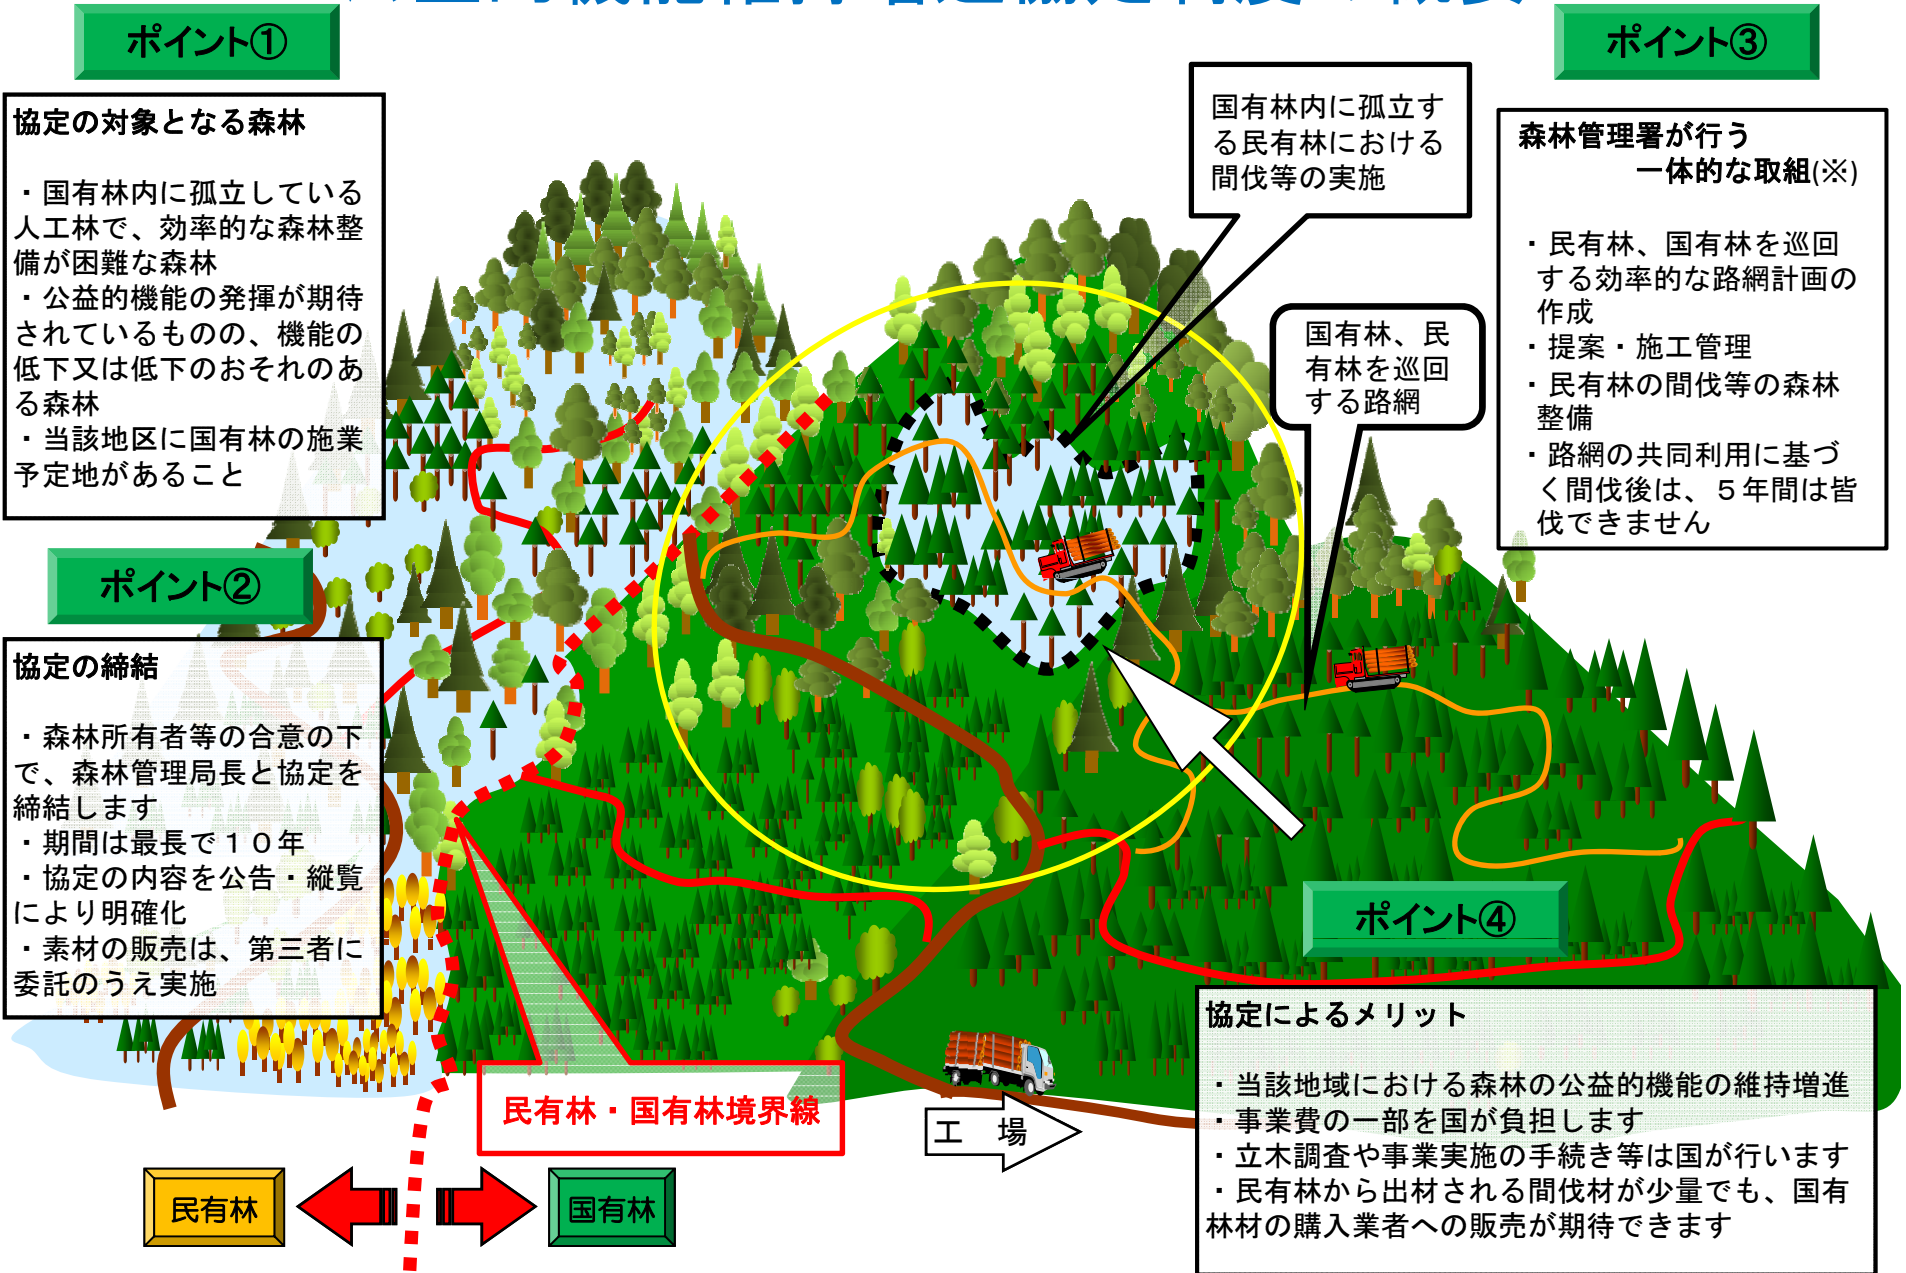 公益的機能維持増進協定制度の概要
ポイント①
協定の対象となる森林
・国有林内に孤立している
人工林で、効率的な森林整
備が困難な森林
・公益的機能の発揮が期待
されているものの、機能の
低下又は低下のおそれのあ
る森林
・当該地区に国有林の施業
予定地があること
ポイント②
協定の締結
・森林所有者等の合意の下
で、森林管理局長と協定を
締結します
・期間は最長で１０年
・協定の内容を公告・縦覧
により明確化
・素材の販売は、第三者に
委託のうえ実施
国有林内に孤立す
る民有林における
間伐等の実施
国有林、民
有林を巡回
する路網
ポイント③
森林管理署が行う
一体的な取組(※)
・民有林、国有林を巡回
する効率的な路網計画の
作成
・提案・施工管理
・民有林の間伐等の森林
整備
・路網の共同利用に基づ
く間伐後は、５年間は皆
伐できません
ポイント④
協定によるメリット
・当該地域における森林の公益的機能の維持増進
・事業費の一部を国が負担します
・立木調査や事業実施の手続き等は国が行います
・民有林から出材される間伐材が少量でも、国有
林材の購入業者への販売が期待できます
民有林・国有林境界線
工　場
民有林
国有林